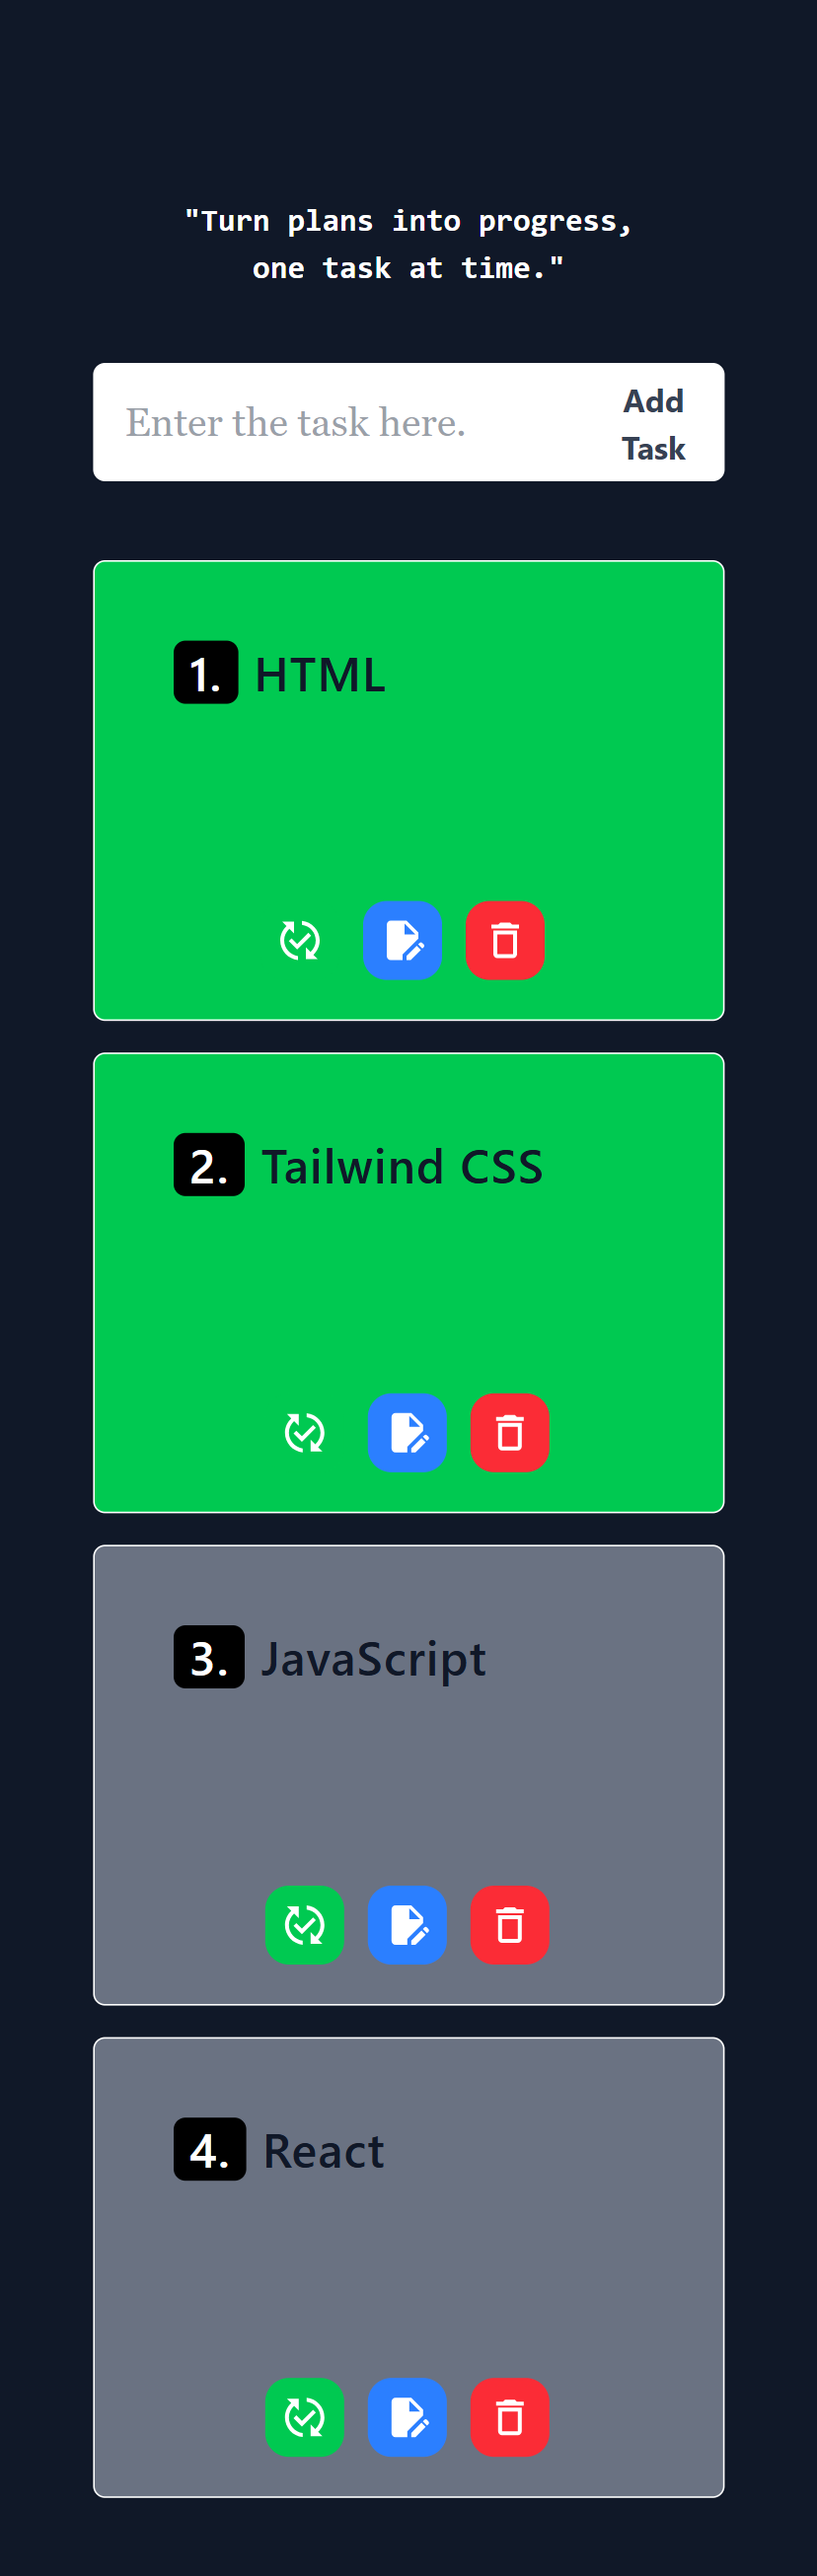 "Turn plans into progress,
one task at time."
Enter the task here.
Add
Task
1. HTML
2. Tailwind CSS
3. JavaScript
4. React